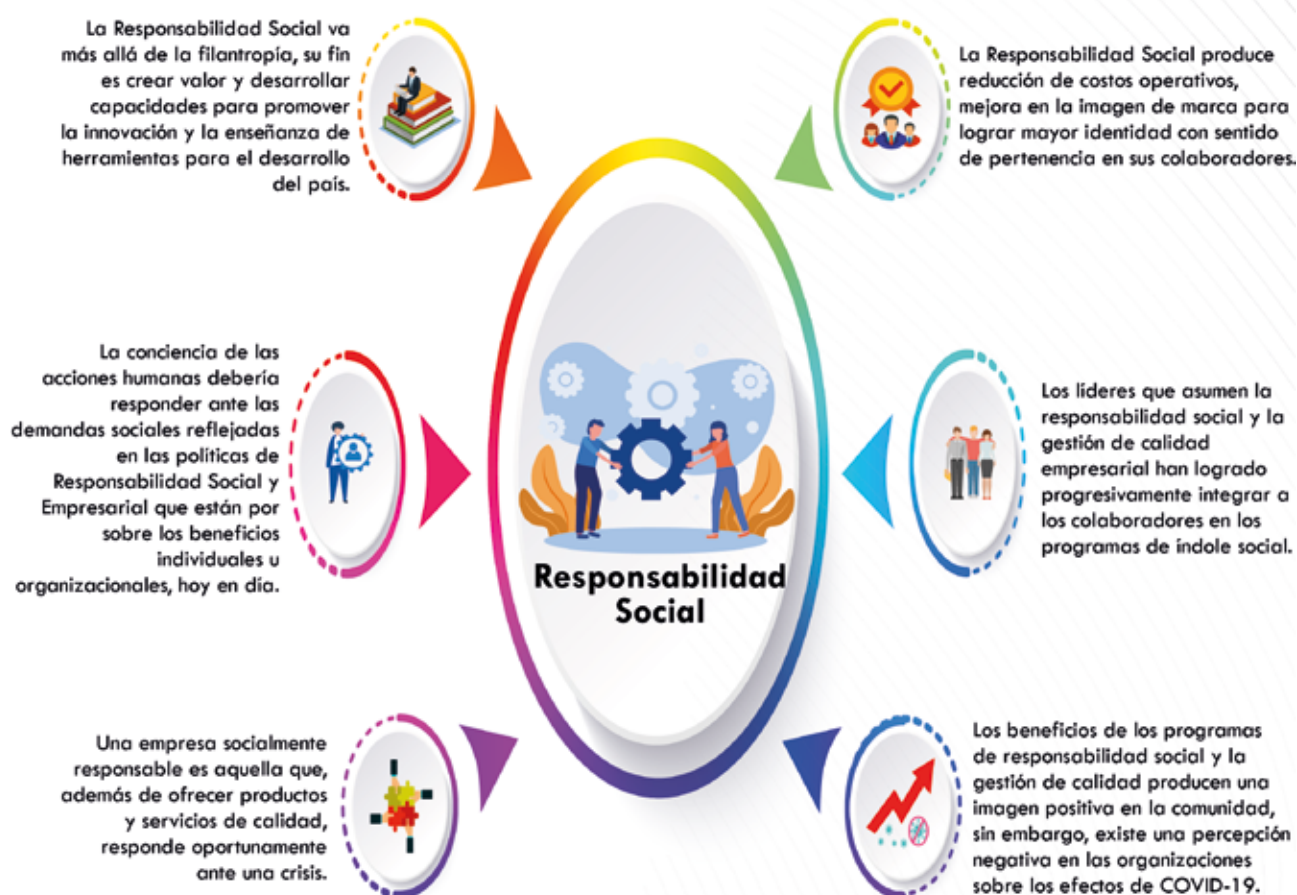 La Responsabilidad Social va
más allá de la filantropía, su fin
es crear valor y desarrollar
capacidades para promover
la innovación y la enseñanza de
herramientas para el desarrollo
del país.
La Responsabilidad Social produce
reducción de costos operativos,
mejora en la imagen de marca para
lograr mayor identidad con sentido
de pertenencia en sus colaboradores.
La conciencia de las
acciones humanas debería
responder ante las
demandas sociales reflejadas
en las políticas de
Responsabilidad Social y
Empresarial que están por
sobre los beneficios
individuales u
organizacionales, hoy en día.
Responsabilidad
Social
Los líderes que asumen la
responsabilidad social y la
gestión de calidad
empresarial han logrado
progresivamente integrar a
los colaboradores en los
programas de índole social.
Una empresa socialmente
responsable es aquella que,
además de ofrecer productos
y servicios de calidad,
responde oportunamente
ante una crisis.
Los beneficios de los programas
de responsabilidad social y la
gestión de calidad producen una
imagen positiva en la comunidad,
sin embargo, existe una percepción
negativa en las organizaciones
sobre los efectos de COVID-19.